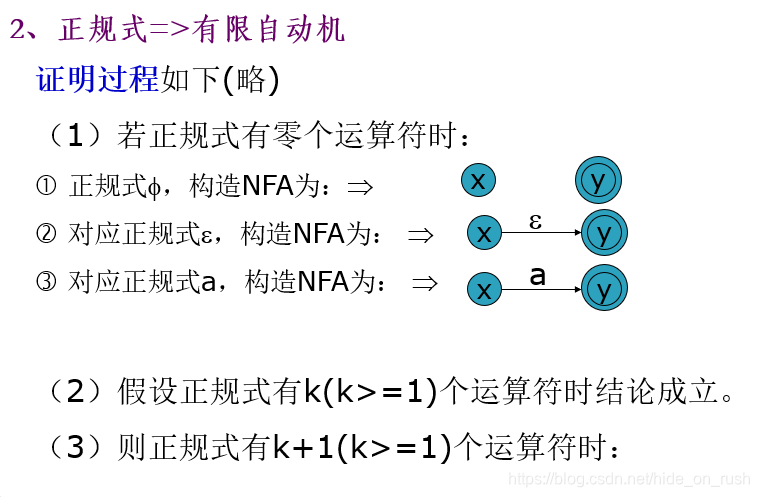 2、正规式=>有限自动机
证明过程如下(略)
（1）若正规式有零个运算符时：
① 正规式ϕ，构造NFA为：⇒ x y
② 对应正规式ε，构造NFA为： ⇒ x ε y
③ 对应正规式a，构造NFA为： ⇒ x a y
（2）假设正规式有k(k>=1)个运算符时结论成立。
（3）则正规式有k+1(k>=1)个运算符时：
https://blog.csdn.net/hide_on_rush